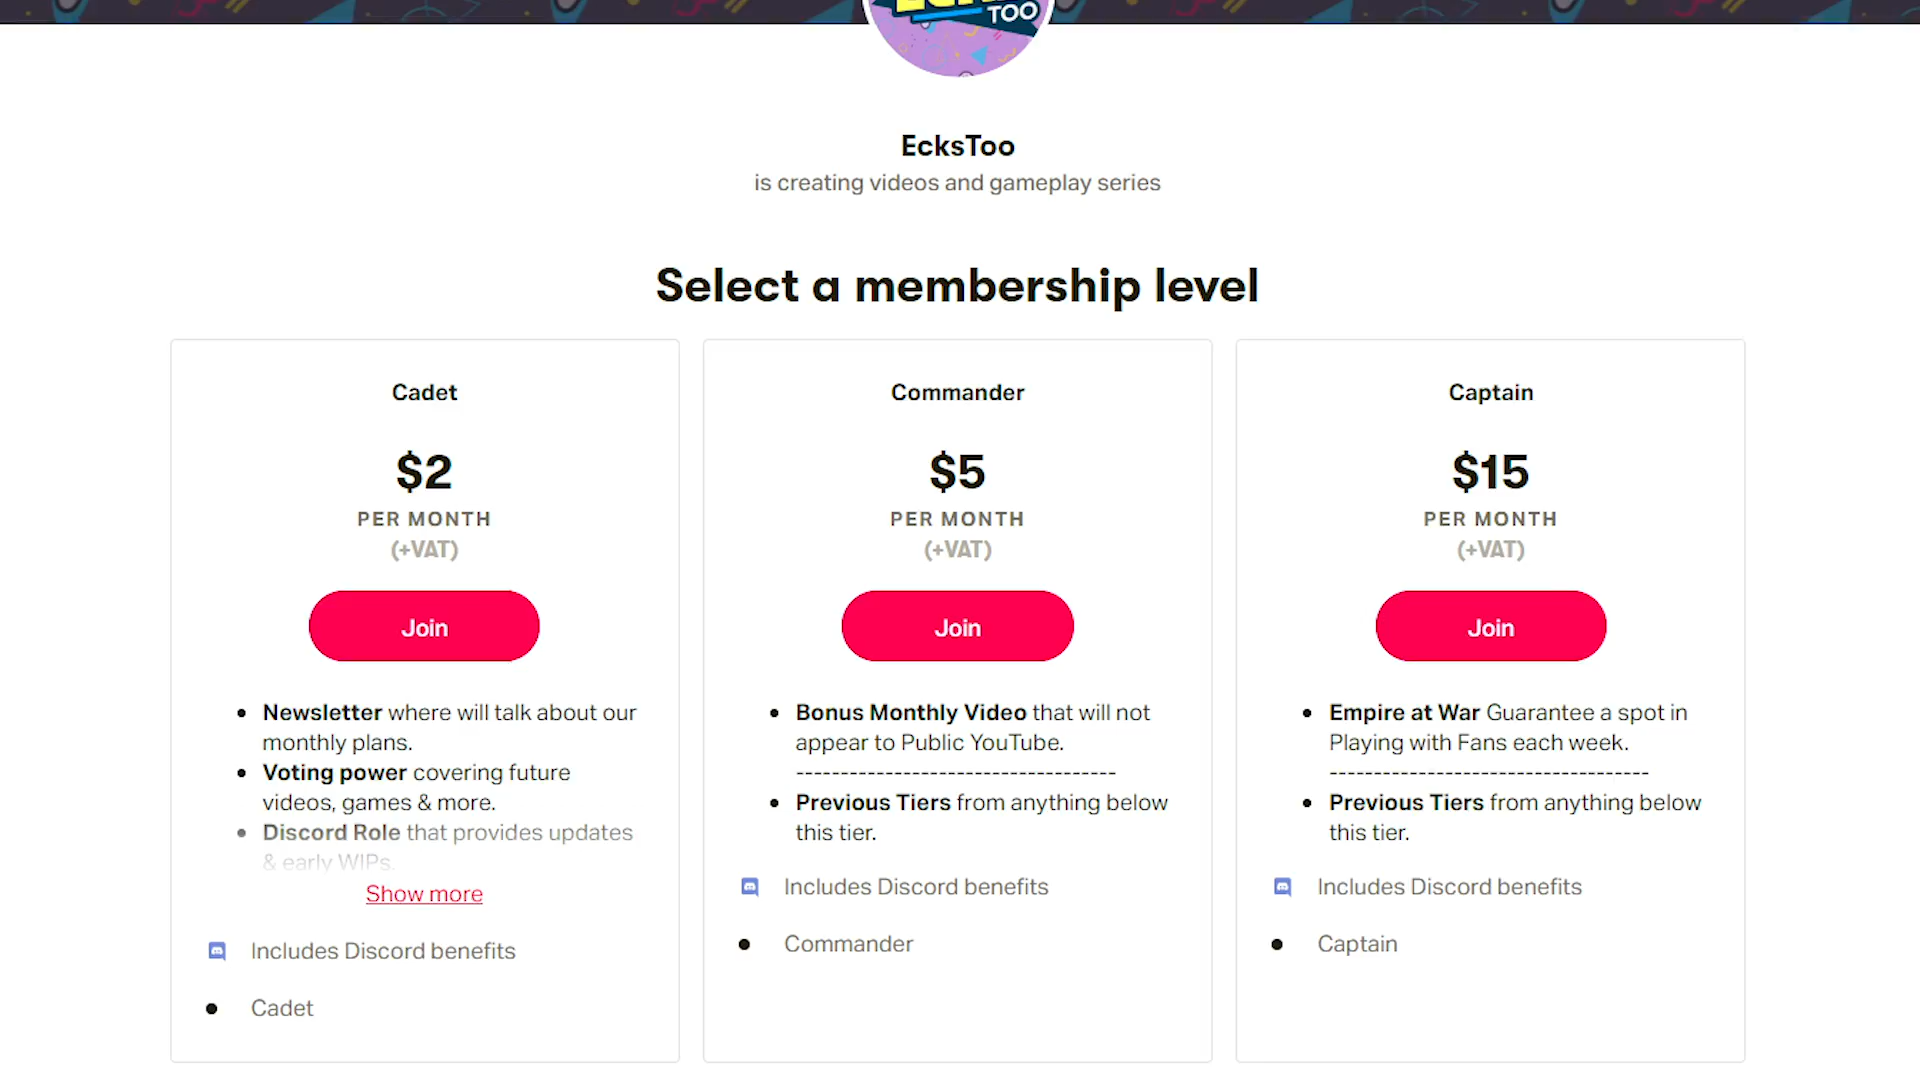 TOO
EcksToo
is creating videos and gameplay series
Select a membership level
Cadet
$2
PER MONTH
(+VAT)
Join
• Newsletter where will talk about our
monthly plans.
• Voting power covering future
videos, games & more.
• Discord Role that provides updates
& early WIPs.
Show more
Includes Discord benefits
• Cadet
Commander
$5
PER MONTH
(+VAT)
Join
• Bonus Monthly Video that will not
appear to Public YouTube.
-----------------------------------
• Previous Tiers from anything below
this tier.
Includes Discord benefits
• Commander
Captain
$15
PER MONTH
(+VAT)
Join
• Empire at War Guarantee a spot in
Playing with Fans each week.
-----------------------------------
• Previous Tiers from anything below
this tier.
Includes Discord benefits
• Captain